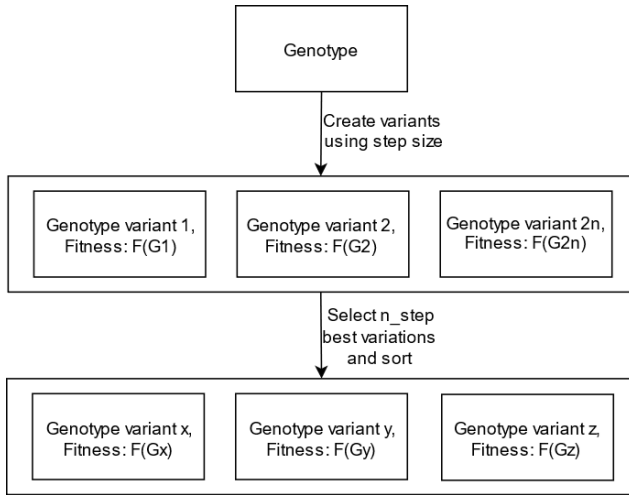 Genotype
Create variants
using step size
Genotype variant 1,
Fitness: F(G1)
Genotype variant 2,
Fitness: F(G2)
Genotype variant 2n,
Fitness: F(G2n)
Select n_step
best variations
and sort
Genotype variant x,
Fitness: F(Gx)
Genotype variant y,
Fitness: F(Gy)
Genotype variant z,
Fitness: F(Gz)